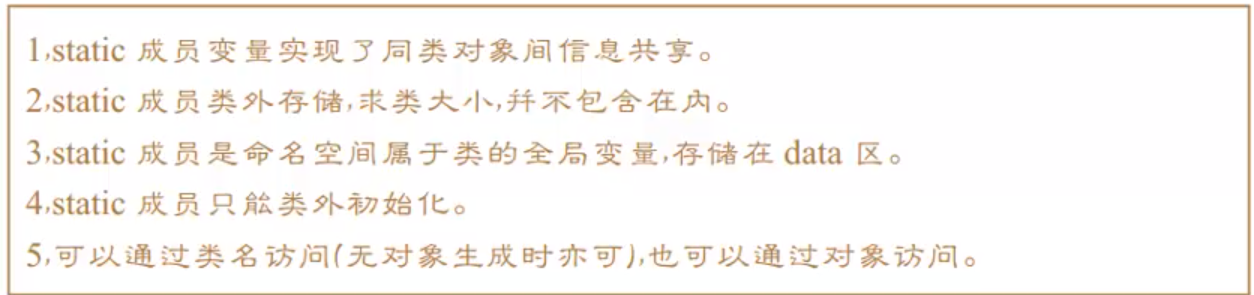 1,static 成员变量实现了同类对象间信息共享。
2,static 成员类外存储,求类大小,并不包含在内。
3,static 成员是命名空间属于类的全局变量,存储在 data 区。
4,static 成员只能类外初始化。
5,可以通过类名访问(无对象生成时亦可),也可以通过对象访问。